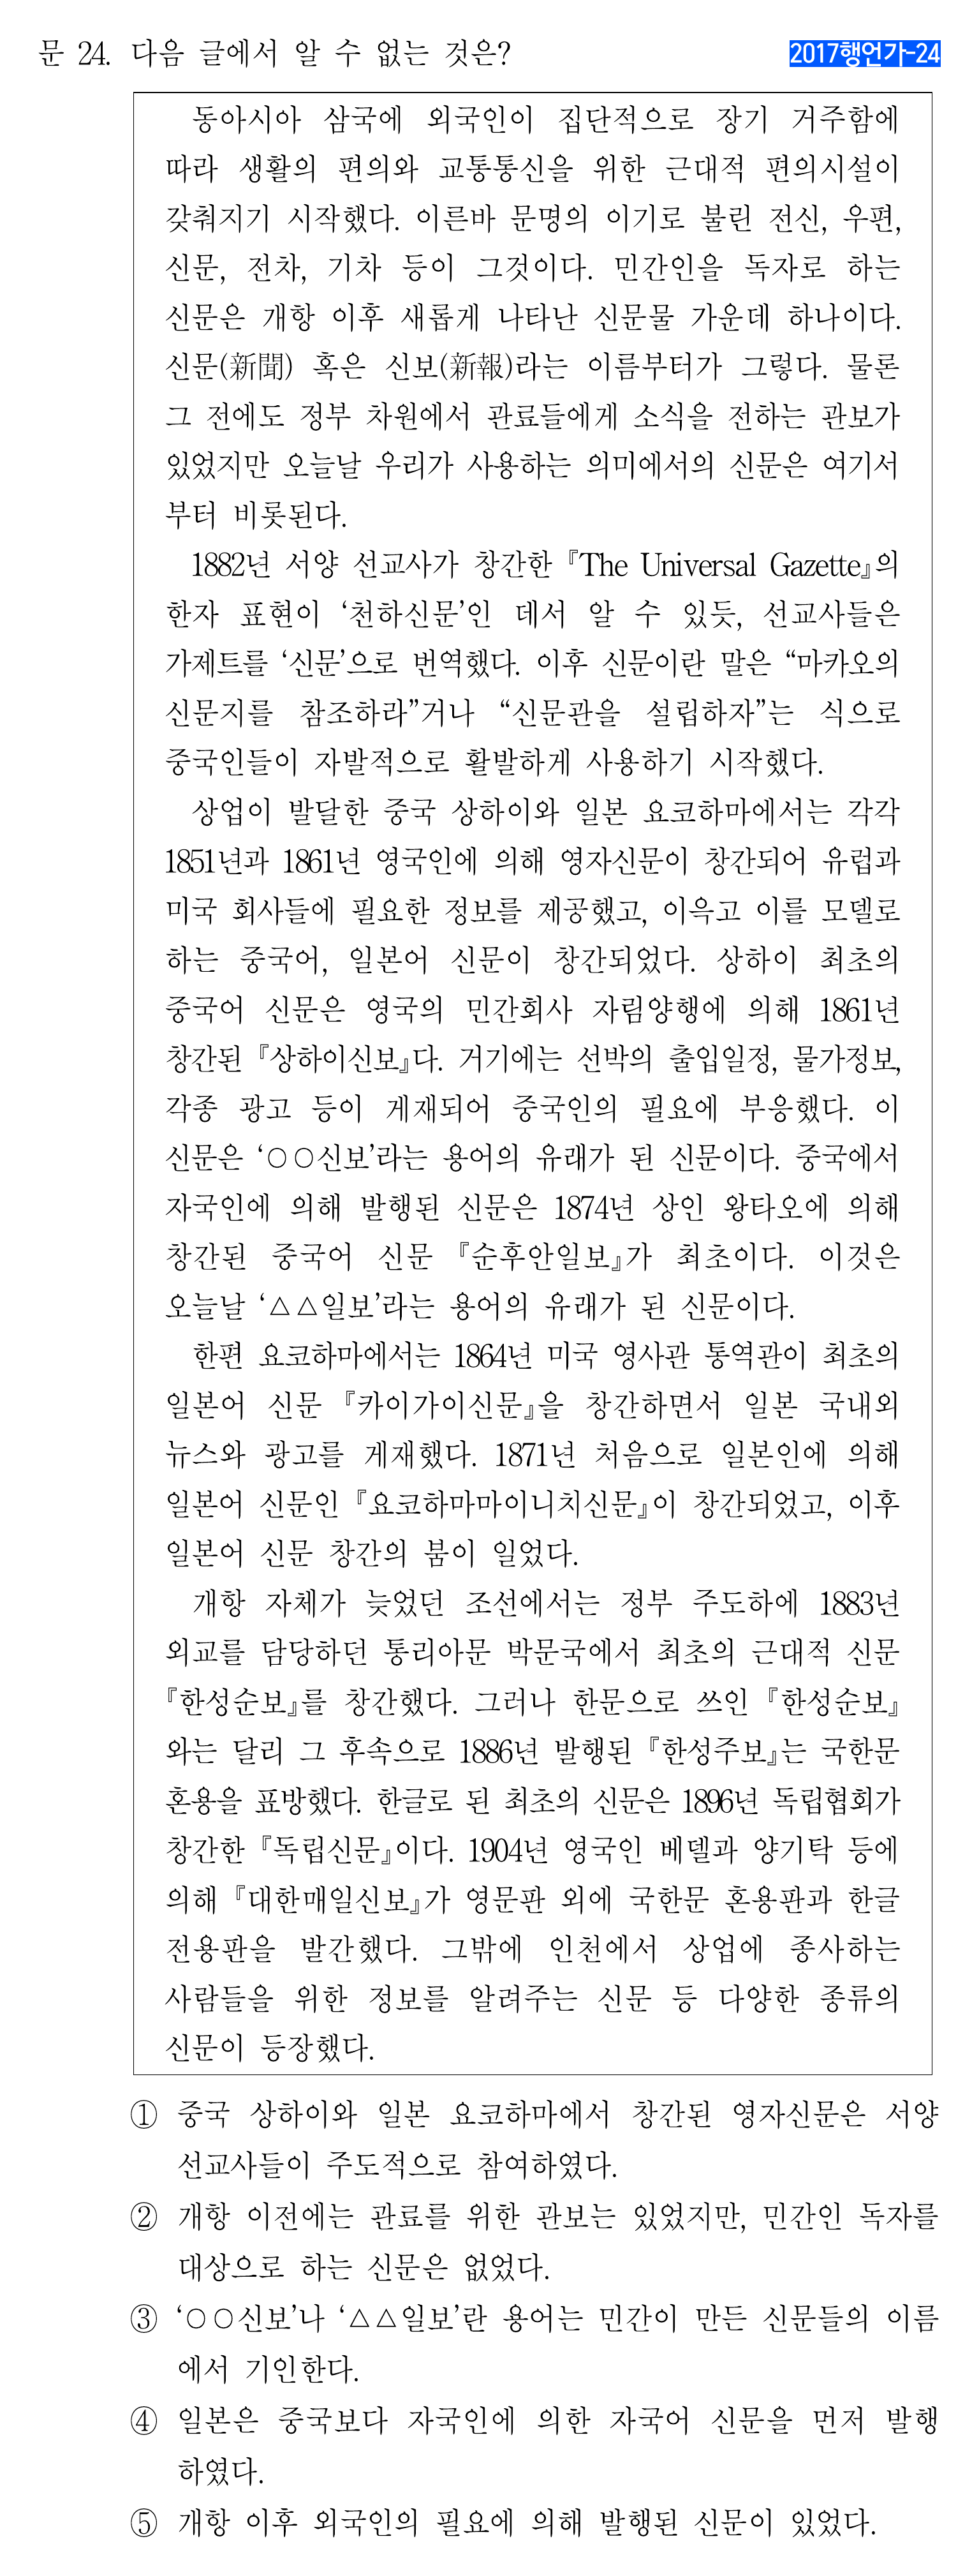 문 24. 다음 글에서 알 수 없는 것은?
2017행언가-24
동아시아 삼국에 외국인이 집단적으로 장기 거주함에
따라 생활의 편의와 교통통신을 위한 근대적 편의시설이
갖춰지기 시작했다. 이른바 문명의 이기로 불린 전신, 우편,
신문, 전차, 기차 등이 그것이다. 민간인을 독자로 하는
신문은 개항 이후 새롭게 나타난 신문물 가운데 하나이다.
신문(新聞) 혹은 신보(新報)라는 이름부터가 그렇다. 물론
그 전에도 정부 차원에서 관료들에게 소식을 전하는 관보가
있었지만 오늘날 우리가 사용하는 의미에서의 신문은 여기서
부터 비롯된다.
1882년 서양 선교사가 창간한 『The Universal Gazette』의
한자 표현이 ‘천하신문’인 데서 알 수 있듯, 선교사들은
가제트를 ‘신문’으로 번역했다. 이후 신문이란 말은 “마카오의
신문지를 참조하라”거나 “신문관을 설립하자”는 식으로
중국인들이 자발적으로 활발하게 사용하기 시작했다.
상업이 발달한 중국 상하이와 일본 요코하마에서는 각각
1851년과 1861년 영국인에 의해 영자신문이 창간되어 유럽과
미국 회사들에 필요한 정보를 제공했고, 이윽고 이를 모델로
하는 중국어, 일본어 신문이 창간되었다. 상하이 최초의
중국어 신문은 영국의 민간회사 자림양행에 의해 1861년
창간된 『상하이신보』다. 거기에는 선박의 출입일정, 물가정보,
각종 광고 등이 게재되어 중국인의 필요에 부응했다. 이
신문은 ‘○○신보’라는 용어의 유래가 된 신문이다. 중국에서
자국인에 의해 발행된 신문은 1874년 상인 왕타오에 의해
창간된 중국어 신문 『순후안일보』가 최초이다. 이것은
오늘날 ‘△△일보’라는 용어의 유래가 된 신문이다.
한편 요코하마에서는 1864년 미국 영사관 통역관이 최초의
일본어 신문 『카이가이신문』을 창간하면서 일본 국내외
뉴스와 광고를 게재했다. 1871년 처음으로 일본인에 의해
일본어 신문인 『요코하마마이니치신문』이 창간되었고, 이후
일본어 신문 창간의 붐이 일었다.
개항 자체가 늦었던 조선에서는 정부 주도하에 1883년
외교를 담당하던 통리아문 박문국에서 최초의 근대적 신문
『한성순보』를 창간했다. 그러나 한문으로 쓰인 『한성순보』
와는 달리 그 후속으로 1886년 발행된 『한성주보』는 국한문
혼용을 표방했다. 한글로 된 최초의 신문은 1896년 독립협회가
창간한 『독립신문』이다. 1904년 영국인 베델과 양기탁 등에
의해 『대한매일신보』가 영문판 외에 국한문 혼용판과 한글
전용판을 발간했다. 그밖에 인천에서 상업에 종사하는
사람들을 위한 정보를 알려주는 신문 등 다양한 종류의
신문이 등장했다.
① 중국 상하이와 일본 요코하마에서 창간된 영자신문은 서양
선교사들이 주도적으로 참여하였다.
② 개항 이전에는 관료를 위한 관보는 있었지만, 민간인 독자를
대상으로 하는 신문은 없었다.
③ ‘○○신보’나 ‘△△일보’란 용어는 민간이 만든 신문들의 이름
에서 기인한다.
④ 일본은 중국보다 자국인에 의한 자국어 신문을 먼저 발행
하였다.
⑤ 개항 이후 외국인의 필요에 의해 발행된 신문이 있었다.